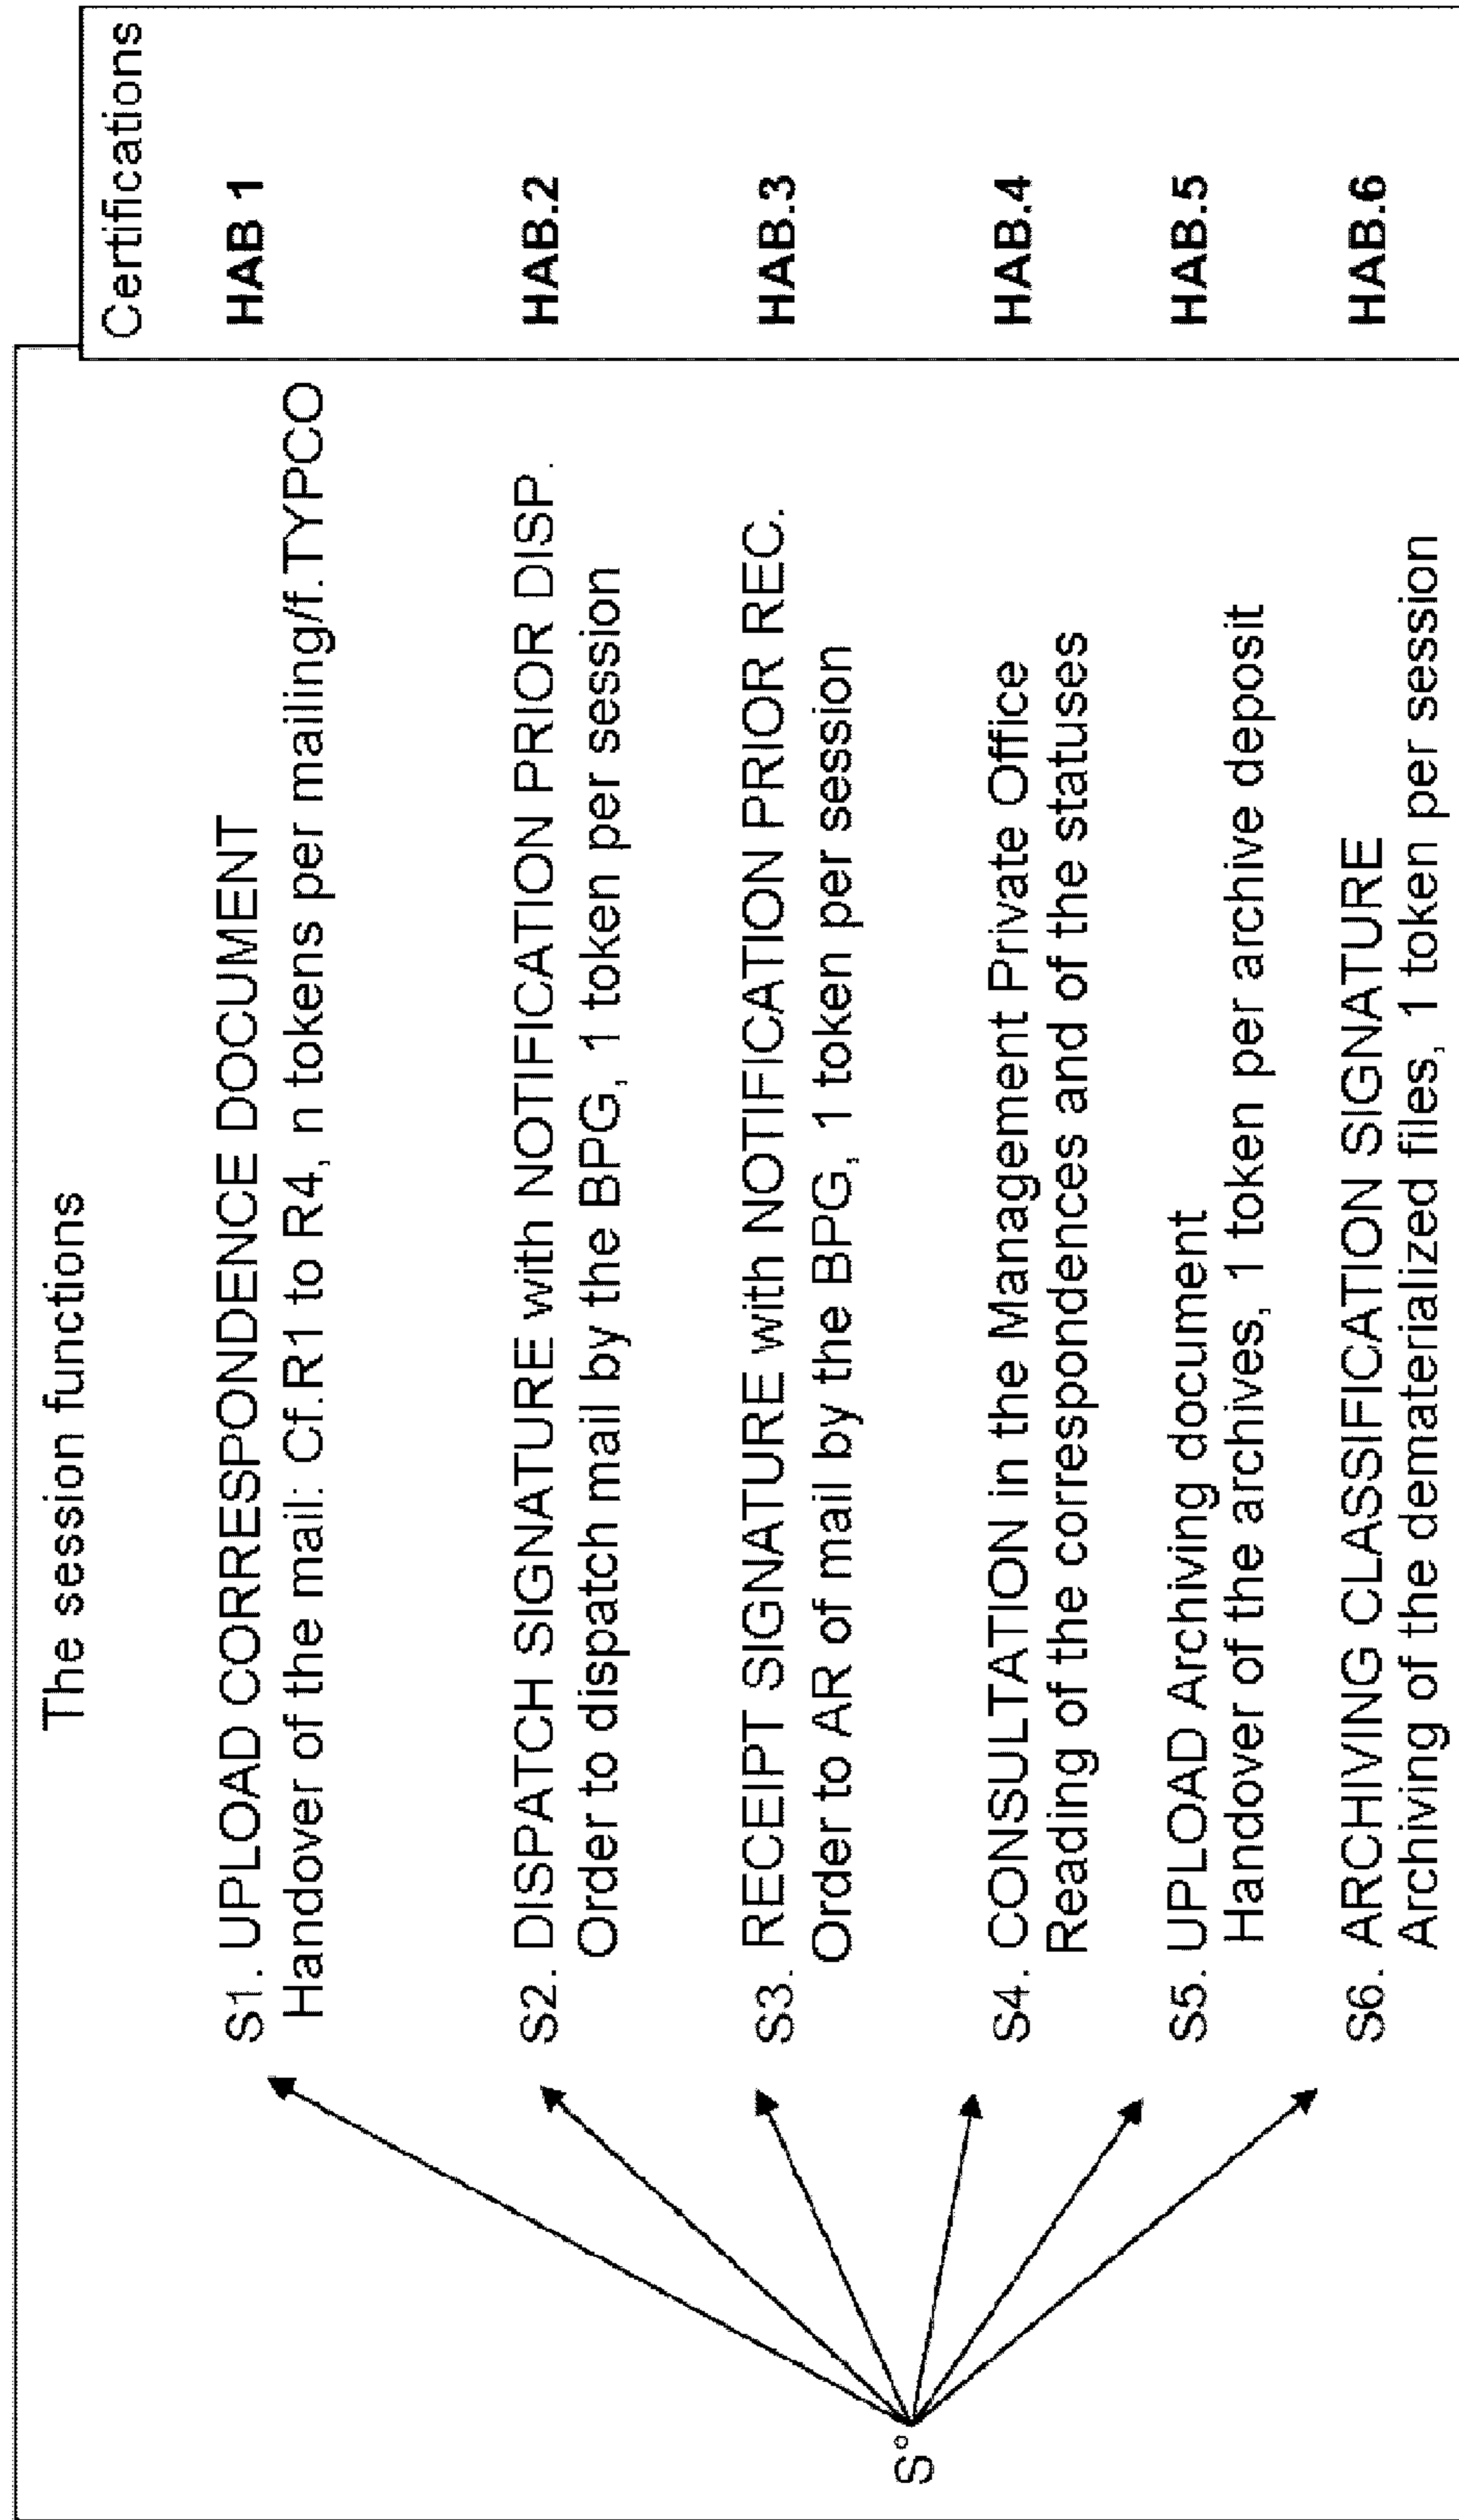 The session functions
Certifications
S1. UPLOAD CORRESPONDENCE DOCUMENT
HAB 1
Handover of the mail: Cf.R1 to R4, n tokens per mailing/f.TYPCO
S2. DISPATCH SIGNATURE with NOTIFICATION PRIOR DISP.
HAB.2
Order to dispatch mail by the BPG, 1 token per session
S3. RECEIPT SIGNATURE with NOTIFICATION PRIOR REC.
HAB.3
Order to AR of mail by the BPG, 1 token per session
S°
S4. CONSULTATION in the Management Private Office
HAB.4
Reading of the correspondences and of the statuses
S5. UPLOAD Archiving document
HAB.5
Handover of the archives, 1 token per archive deposit
S6. ARCHIVING CLASSIFICATION SIGNATURE
HAB.6
Archiving of the dematerialized files, 1 token per session